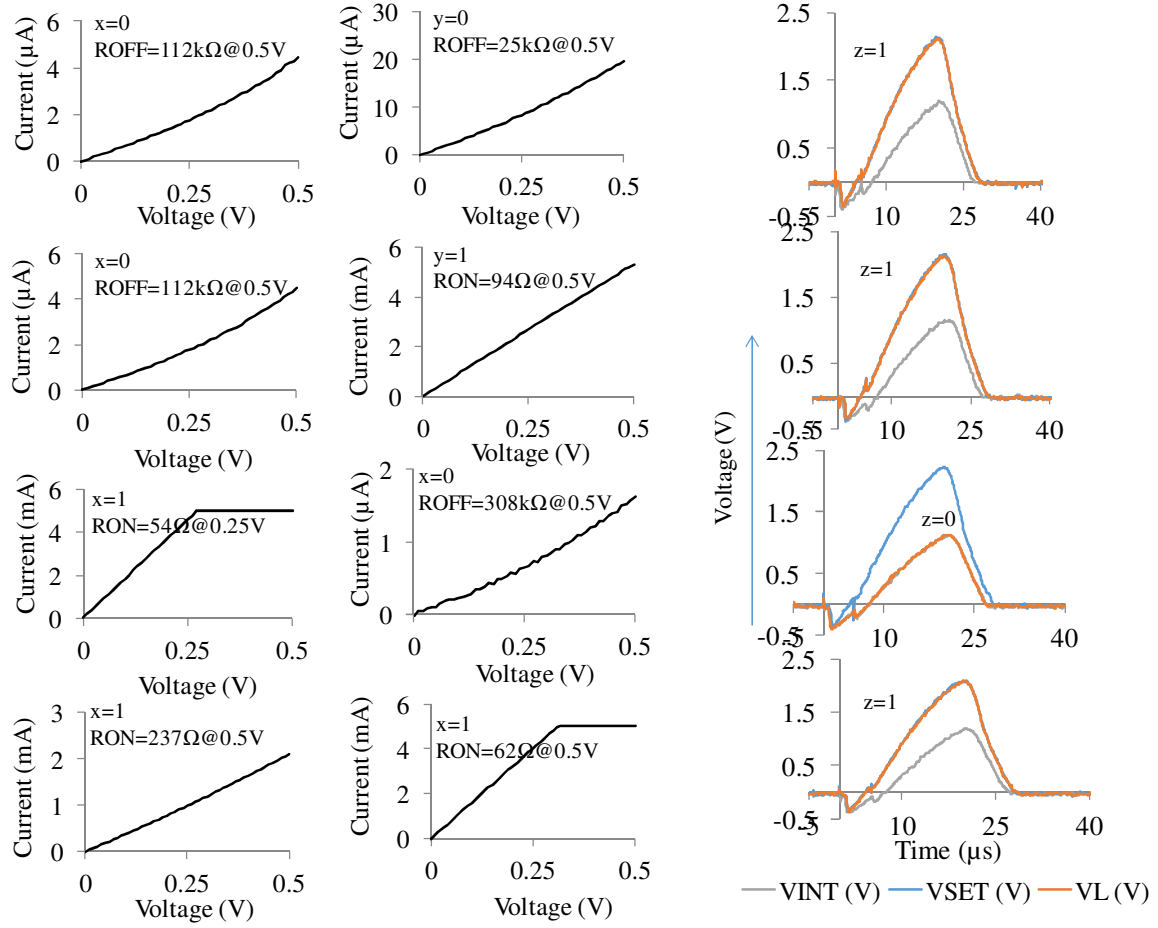 x=0
ROFF=112kΩ@0.5V
Current (µA)
6
4
2
0
0
0.25
0.5
Voltage (V)
y=0
ROFF=25kΩ@0.5V
Current (µA)
30
20
10
0
0
0.25
0.5
Voltage (V)
z=1
2.5
1.5
0.5
-0.5
-5
10
25
40
x=0
ROFF=112kΩ@0.5V
Current (µA)
6
4
2
0
0
0.25
0.5
Voltage (V)
y=1
RON=94Ω@0.5V
Current (mA)
6
4
2
0
0
0.25
0.5
Voltage (V)
z=1
2.5
1.5
0.5
-0.5
-5
10
25
40
Voltage (V)
x=1
RON=54Ω@0.25V
Current (mA)
6
4
2
0
0
0.25
0.5
Voltage (V)
x=0
ROFF=308kΩ@0.5V
Current (µA)
2
1
0
0
0.25
0.5
Voltage (V)
z=0
2.5
1.5
0.5
-0.5
-5
10
25
40
x=1
RON=237Ω@0.5V
Current (mA)
3
2
1
0
0
0.25
0.5
Voltage (V)
x=1
RON=62Ω@0.5V
Current (mA)
6
4
2
0
0
0.25
0.5
Voltage (V)
z=1
2.5
1.5
0.5
-0.5
-5
10
25
40
Time (µs)
VINT (V) VSET (V) VL (V)